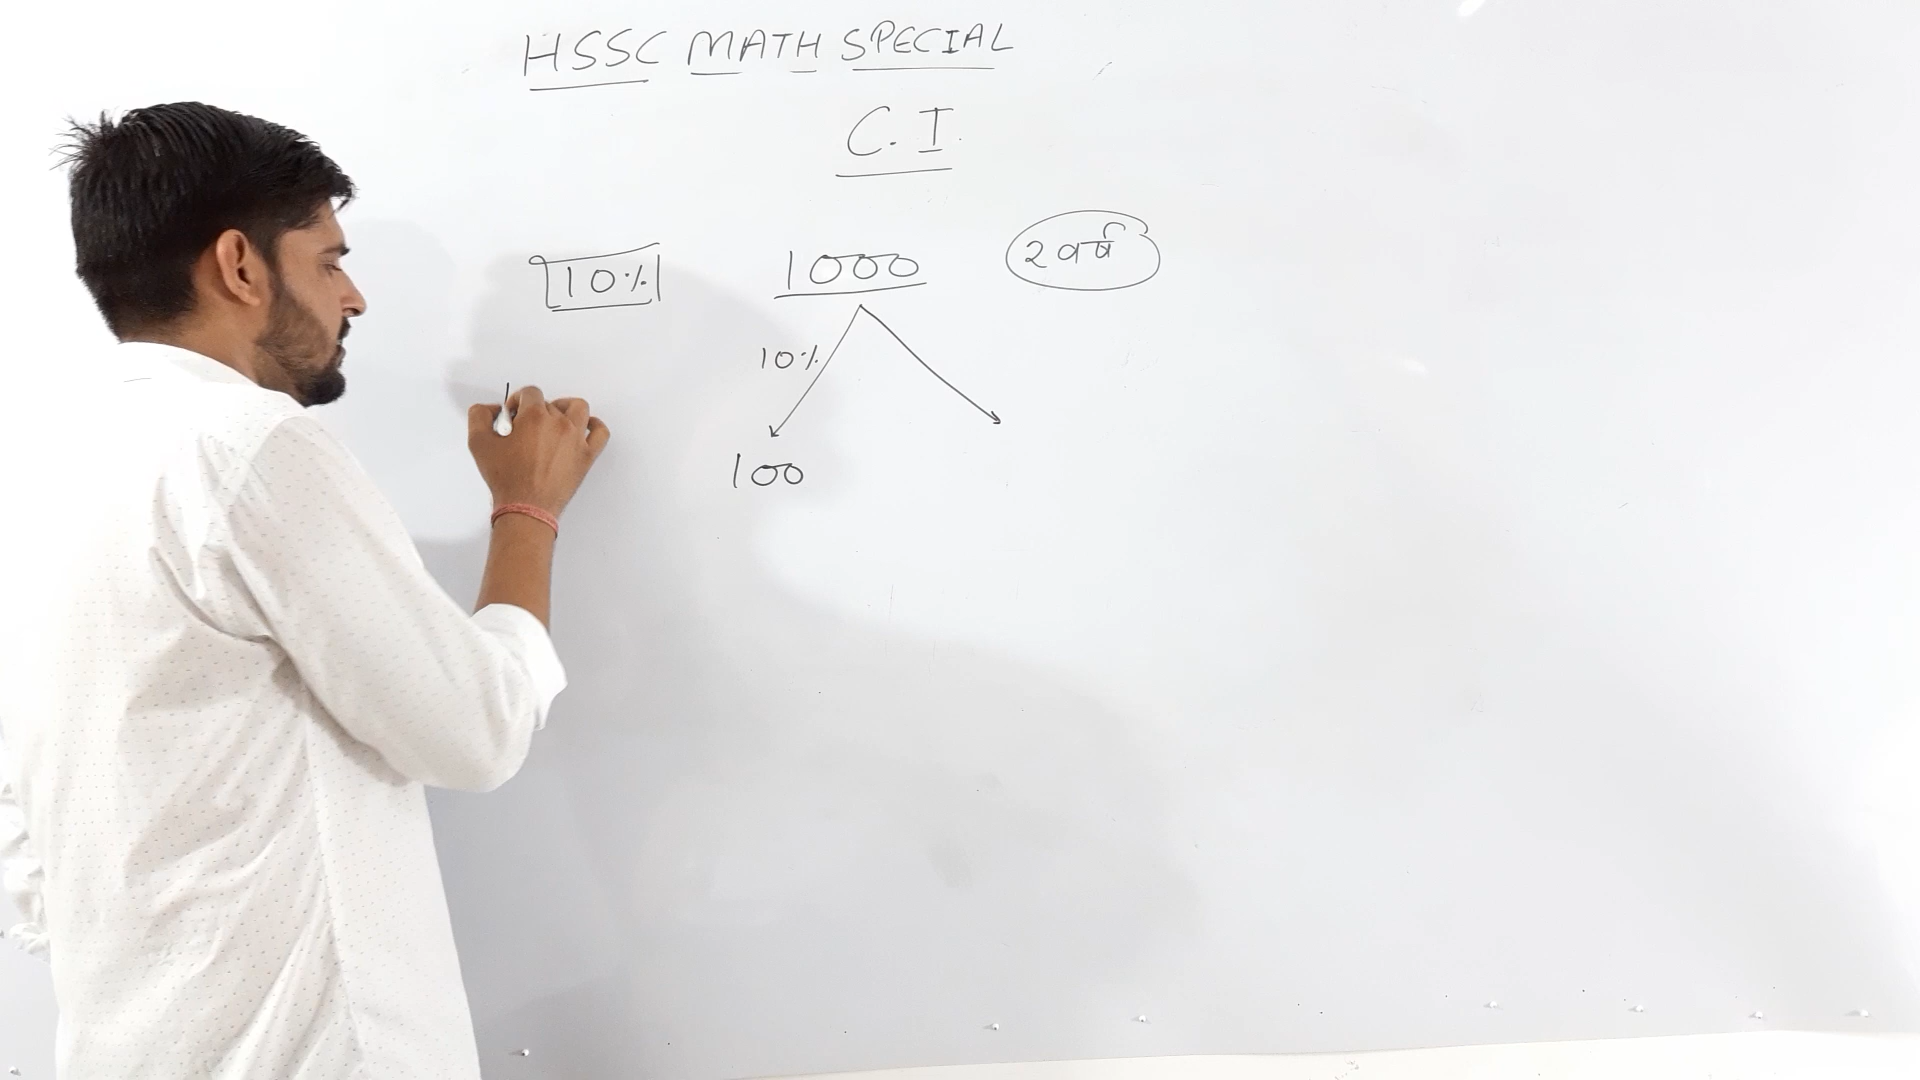 HSSC MATH SPECIAL
C. I.
10% 1000 2 वर्ष
10%
100